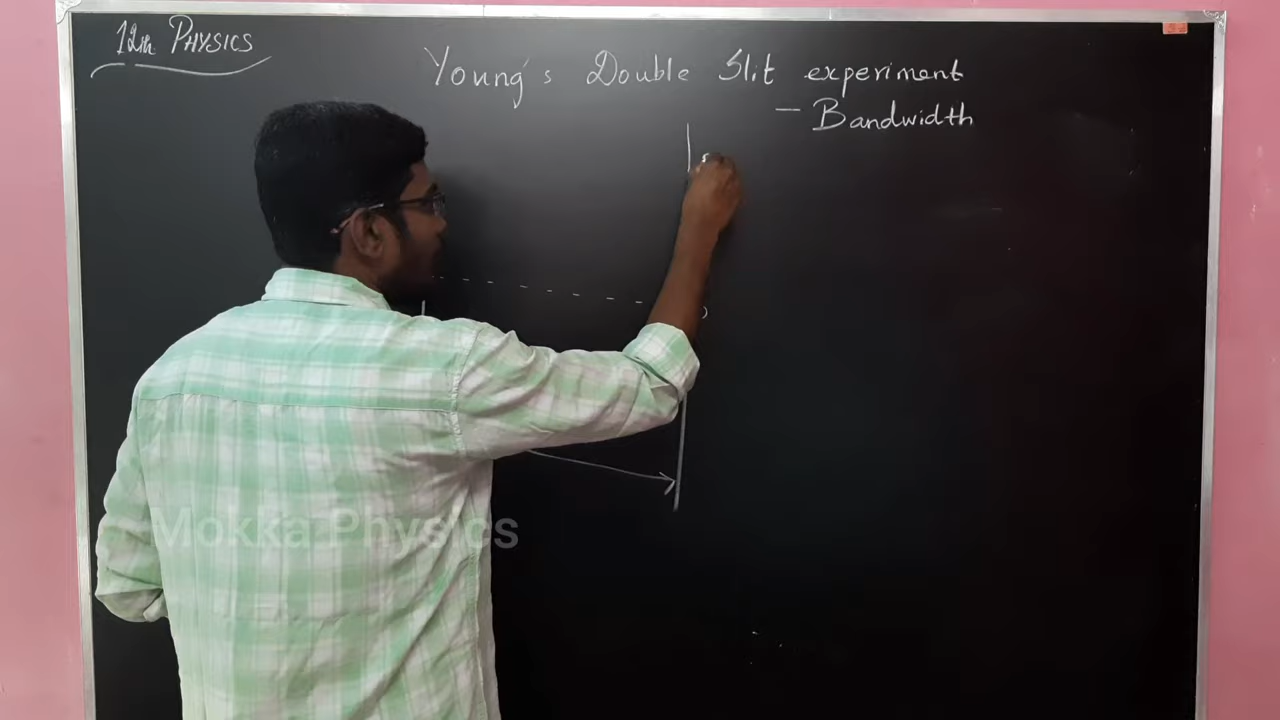 12th PHYSICS
Young's Double Slit experiment
- Bandwidth
Mokka Physics